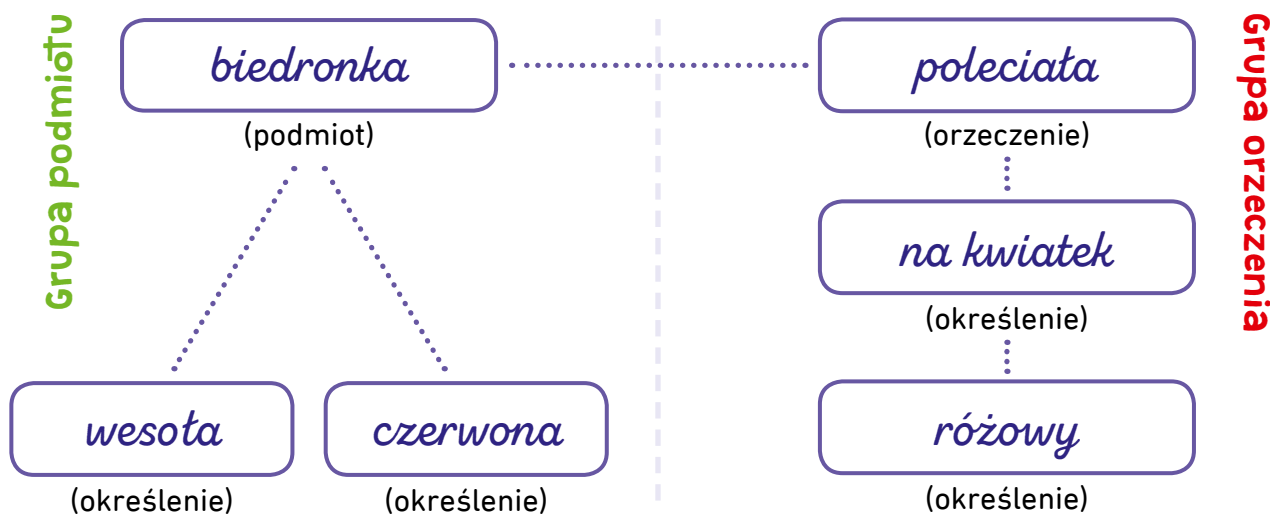 Grupa podmiotu
biedronka
(podmiot)
wesoła
(określenie)
czerwona
(określenie)
poleciała
(orzeczenie)
na kwiatek
(określenie)
różowy
(określenie)
Grupa orzeczenia